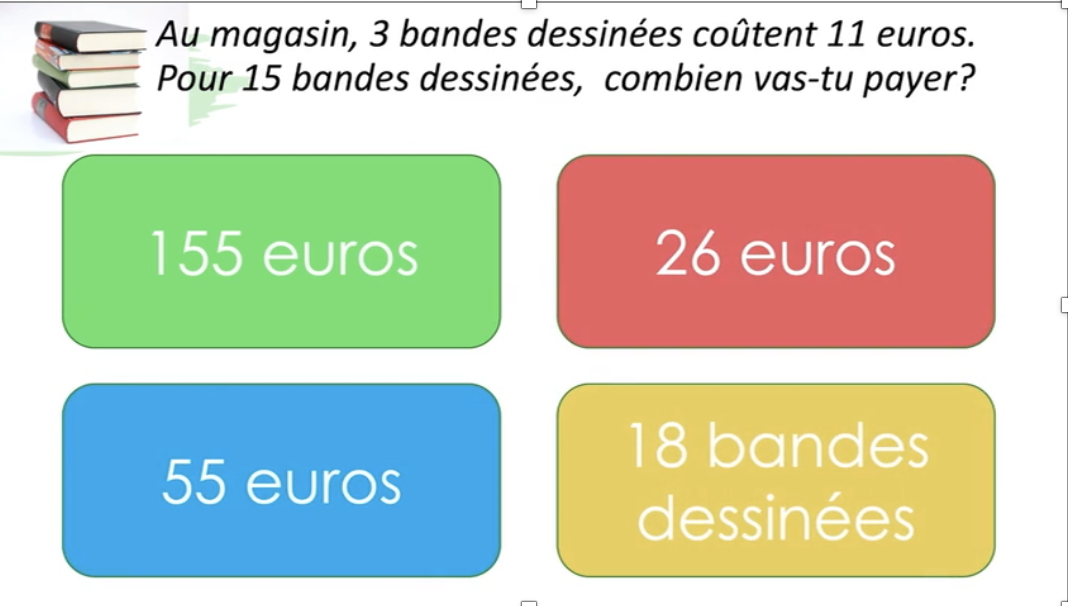 Au magasin, 3 bandes dessinées coûtent 11 euros.
Pour 15 bandes dessinées, combien vas-tu payer?
155 euros
26 euros
55 euros
18 bandes
dessinées